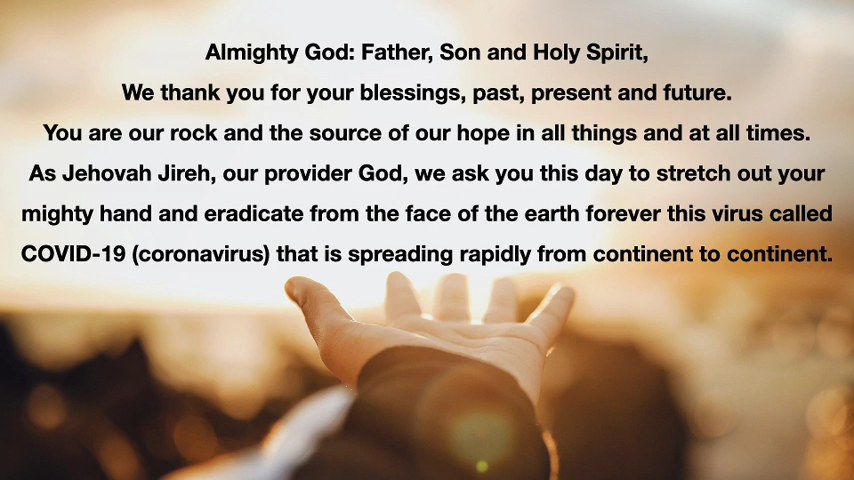 Almighty God: Father, Son and Holy Spirit,
We thank you for your blessings, past, present and future.
You are our rock and the source of our hope in all things and at all times.
As Jehovah Jireh, our provider God, we ask you this day to stretch out your
mighty hand and eradicate from the face of the earth forever this virus called
COVID-19 (coronavirus) that is spreading rapidly from continent to continent.